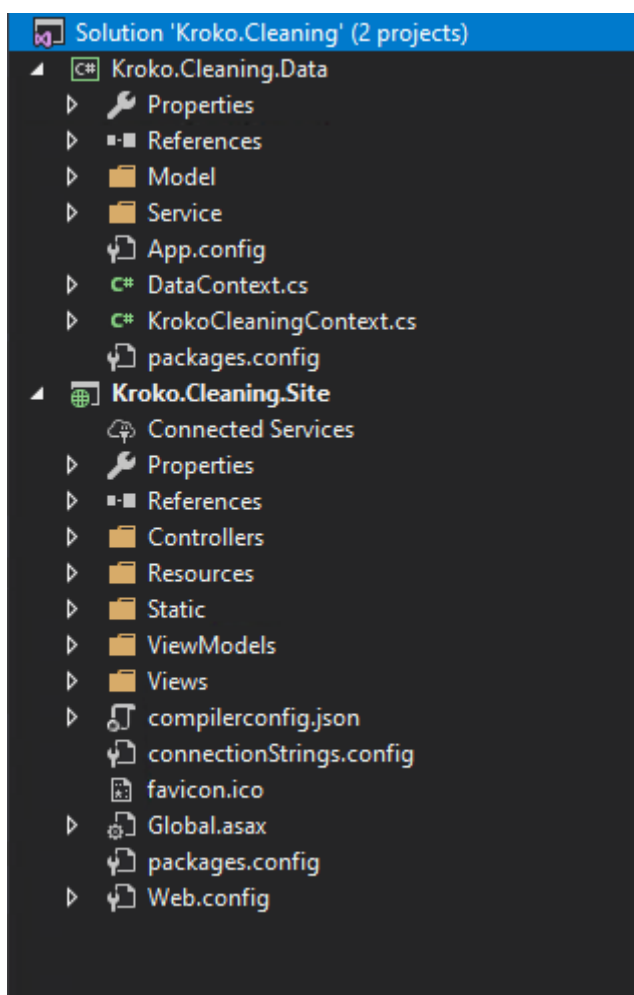 Solution 'Kroko.Cleaning' (2 projects)
C# Kroko.Cleaning.Data
Properties
References
Model
Service
App.config
C# DataContext.cs
C# KrokoCleaningContext.cs
packages.config
Kroko.Cleaning.Site
Connected Services
Properties
References
Controllers
Resources
Static
ViewModels
Views
compilerconfig.json
connectionStrings.config
favicon.ico
Global.asax
packages.config
Web.config